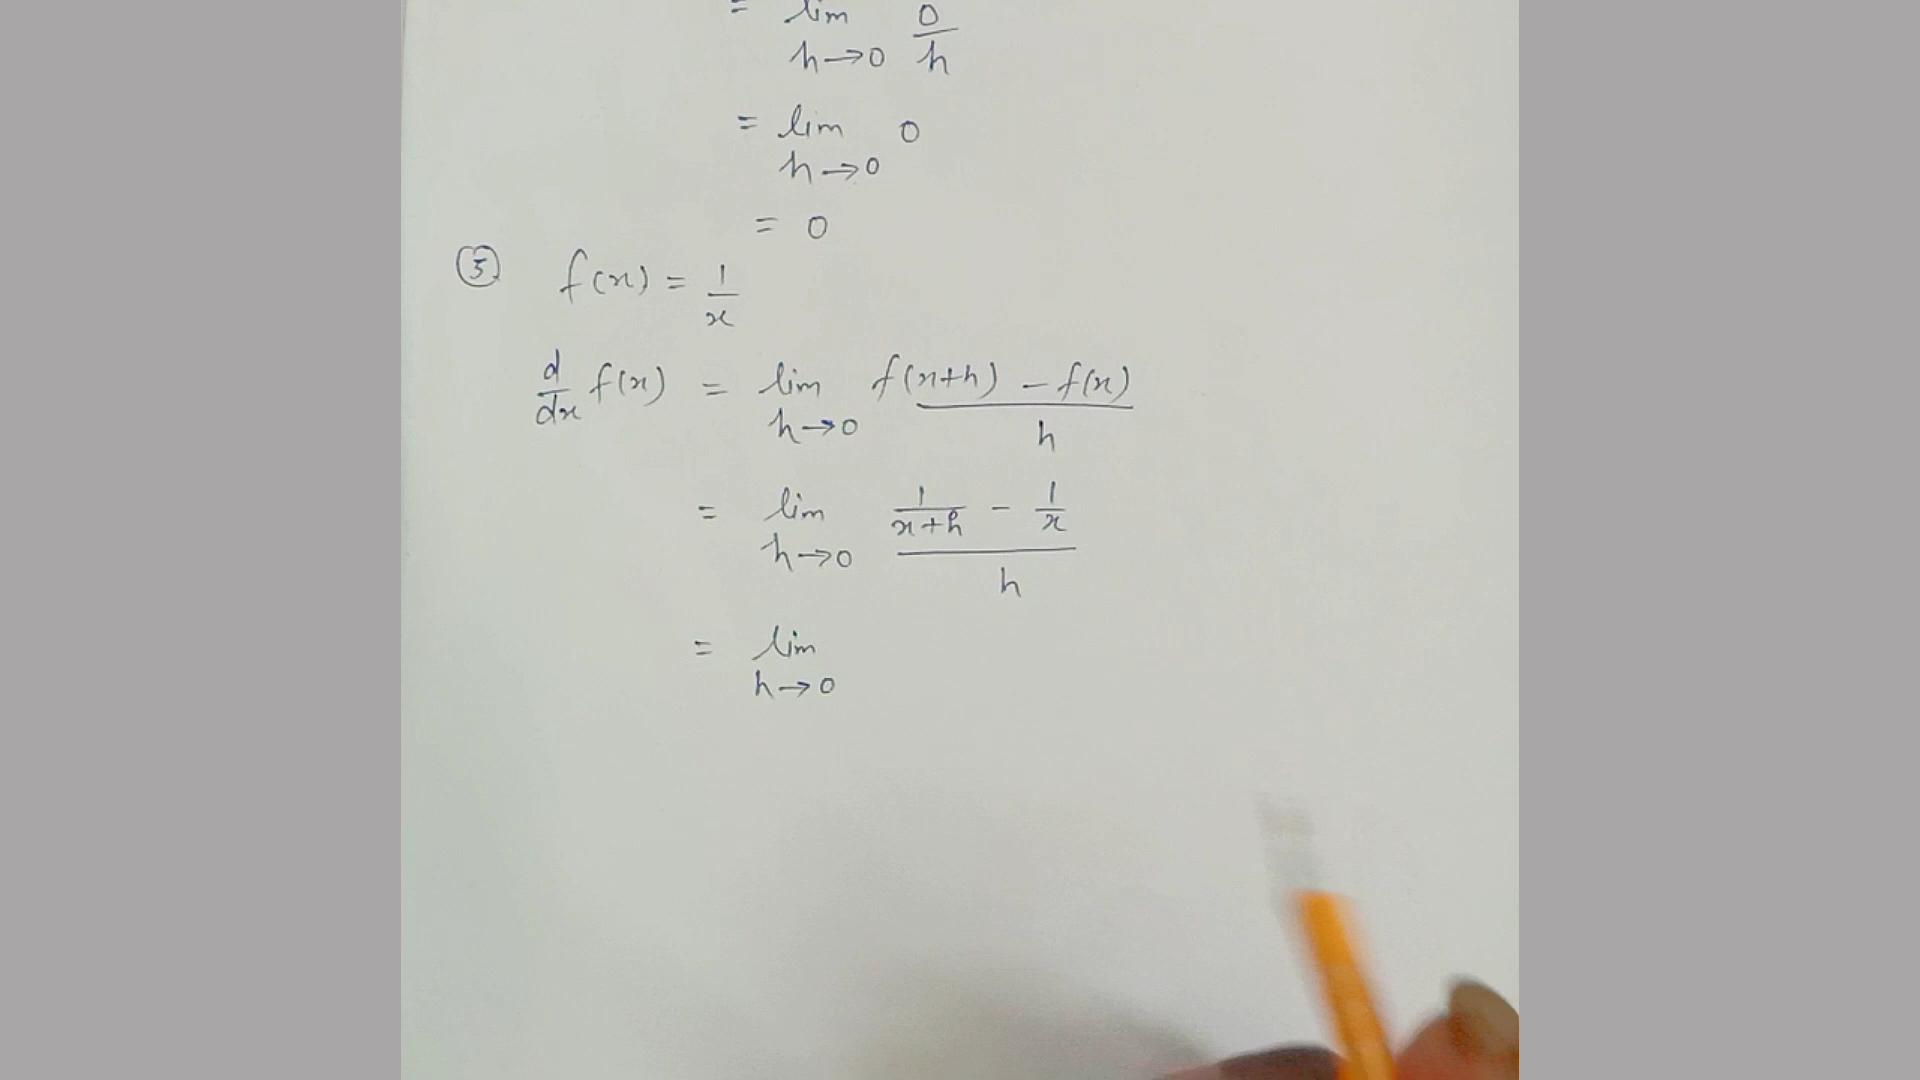 = lim 0/h
h→0
= lim 0
h→0
= 0
⑤ f(x) = 1/x
d/dx f(x) = lim f(x+h) - f(x)
h→0 h
= lim 1/(x+h) - 1/x
h→0 h
= lim
h→0